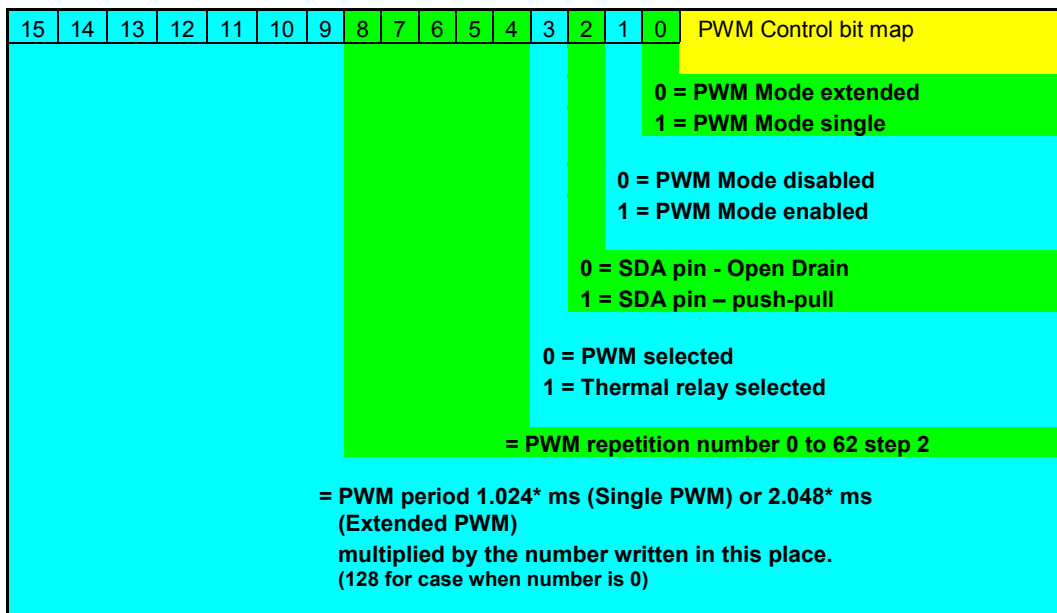 15 14 13 12 11 10 9 8 7 6 5 4 3 2 1 0 PWM Control bit map
0 = PWM Mode extended
1 = PWM Mode single
0 = PWM Mode disabled
1 = PWM Mode enabled
0 = SDA pin - Open Drain
1 = SDA pin – push-pull
0 = PWM selected
1 = Thermal relay selected
= PWM repetition number 0 to 62 step 2
= PWM period 1.024* ms (Single PWM) or 2.048* ms
(Extended PWM)
multiplied by the number written in this place.
(128 for case when number is 0)